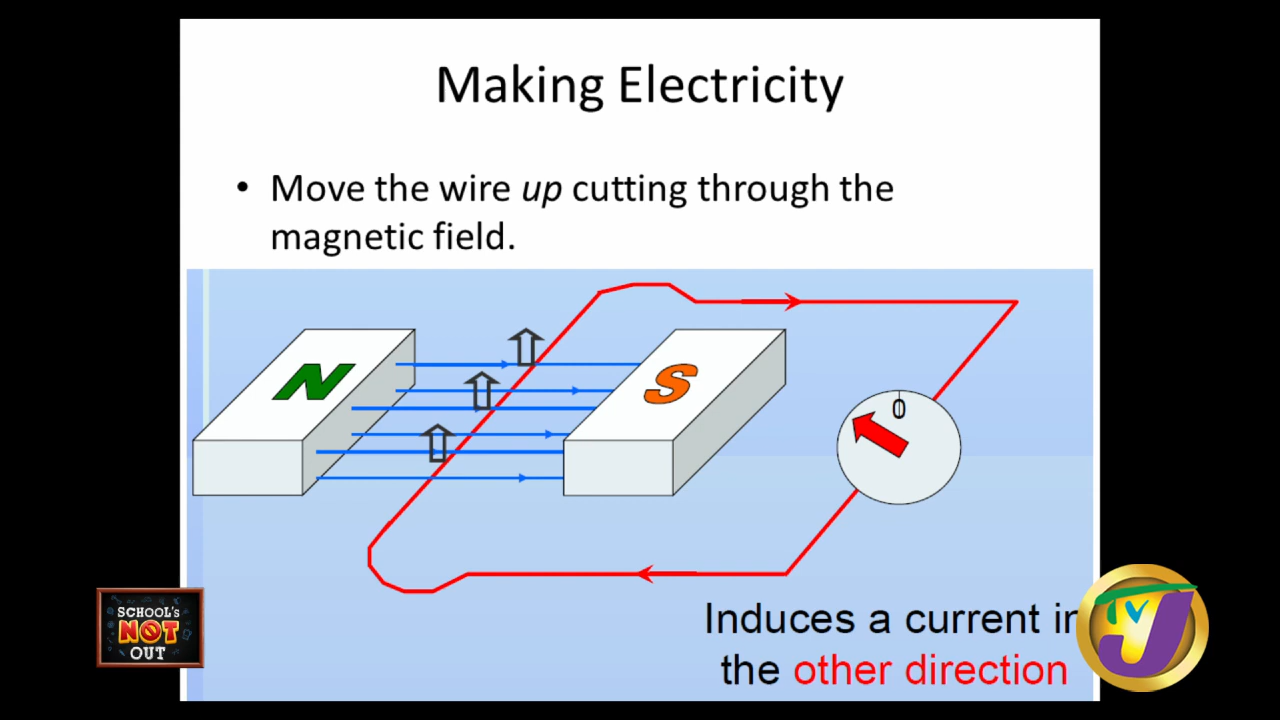 Making Electricity
• Move the wire up cutting through the
magnetic field.
N
S
0
Induces a current in
the other direction
SCHOOL'S
NOT
OUT
TVJ